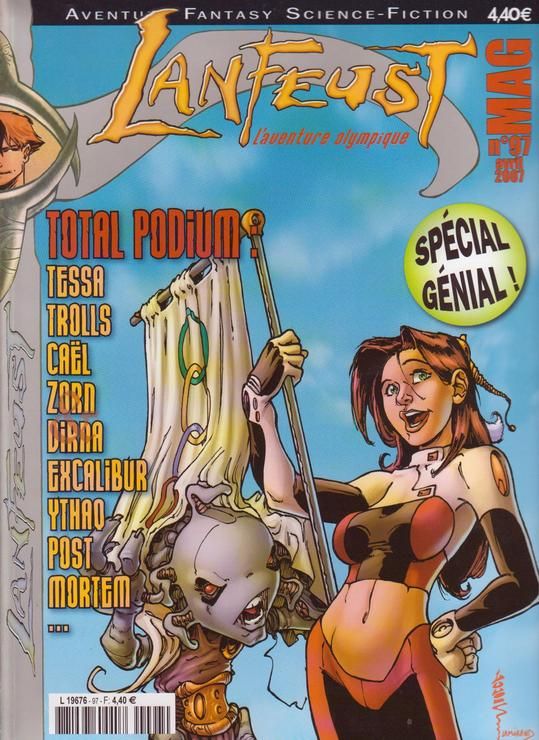 AVENTURE FANTASY SCIENCE-FICTION 4,40€
LANFEUST
L'aventure olympique
MAG
n°97
avril
2007
TOTAL PODIUM !
TESSA
TROLLS
CAËL
ZORN
DIRNA
EXCALIBUR
YTHAQ
POST
MORTEM
...
SPÉCIAL
GÉNIAL !
LANFEUST
L 19676 - 97 - F: 4,40 €